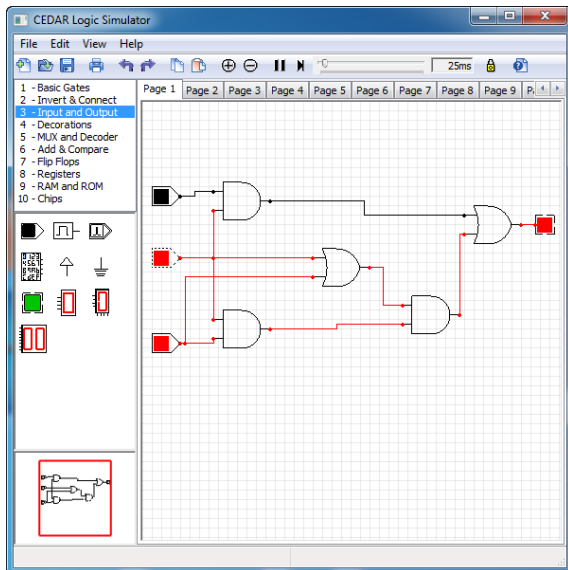 CEDAR Logic Simulator
File Edit View Help
25ms
1 - Basic Gates
2 - Invert & Connect
3 - Input and Output
4 - Decorations
5 - MUX and Decoder
6 - Add & Compare
7 - Flip Flops
8 - Registers
9 - RAM and ROM
10 - Chips
Page 1 Page 2 Page 3 Page 4 Page 5 Page 6 Page 7 Page 8 Page 9